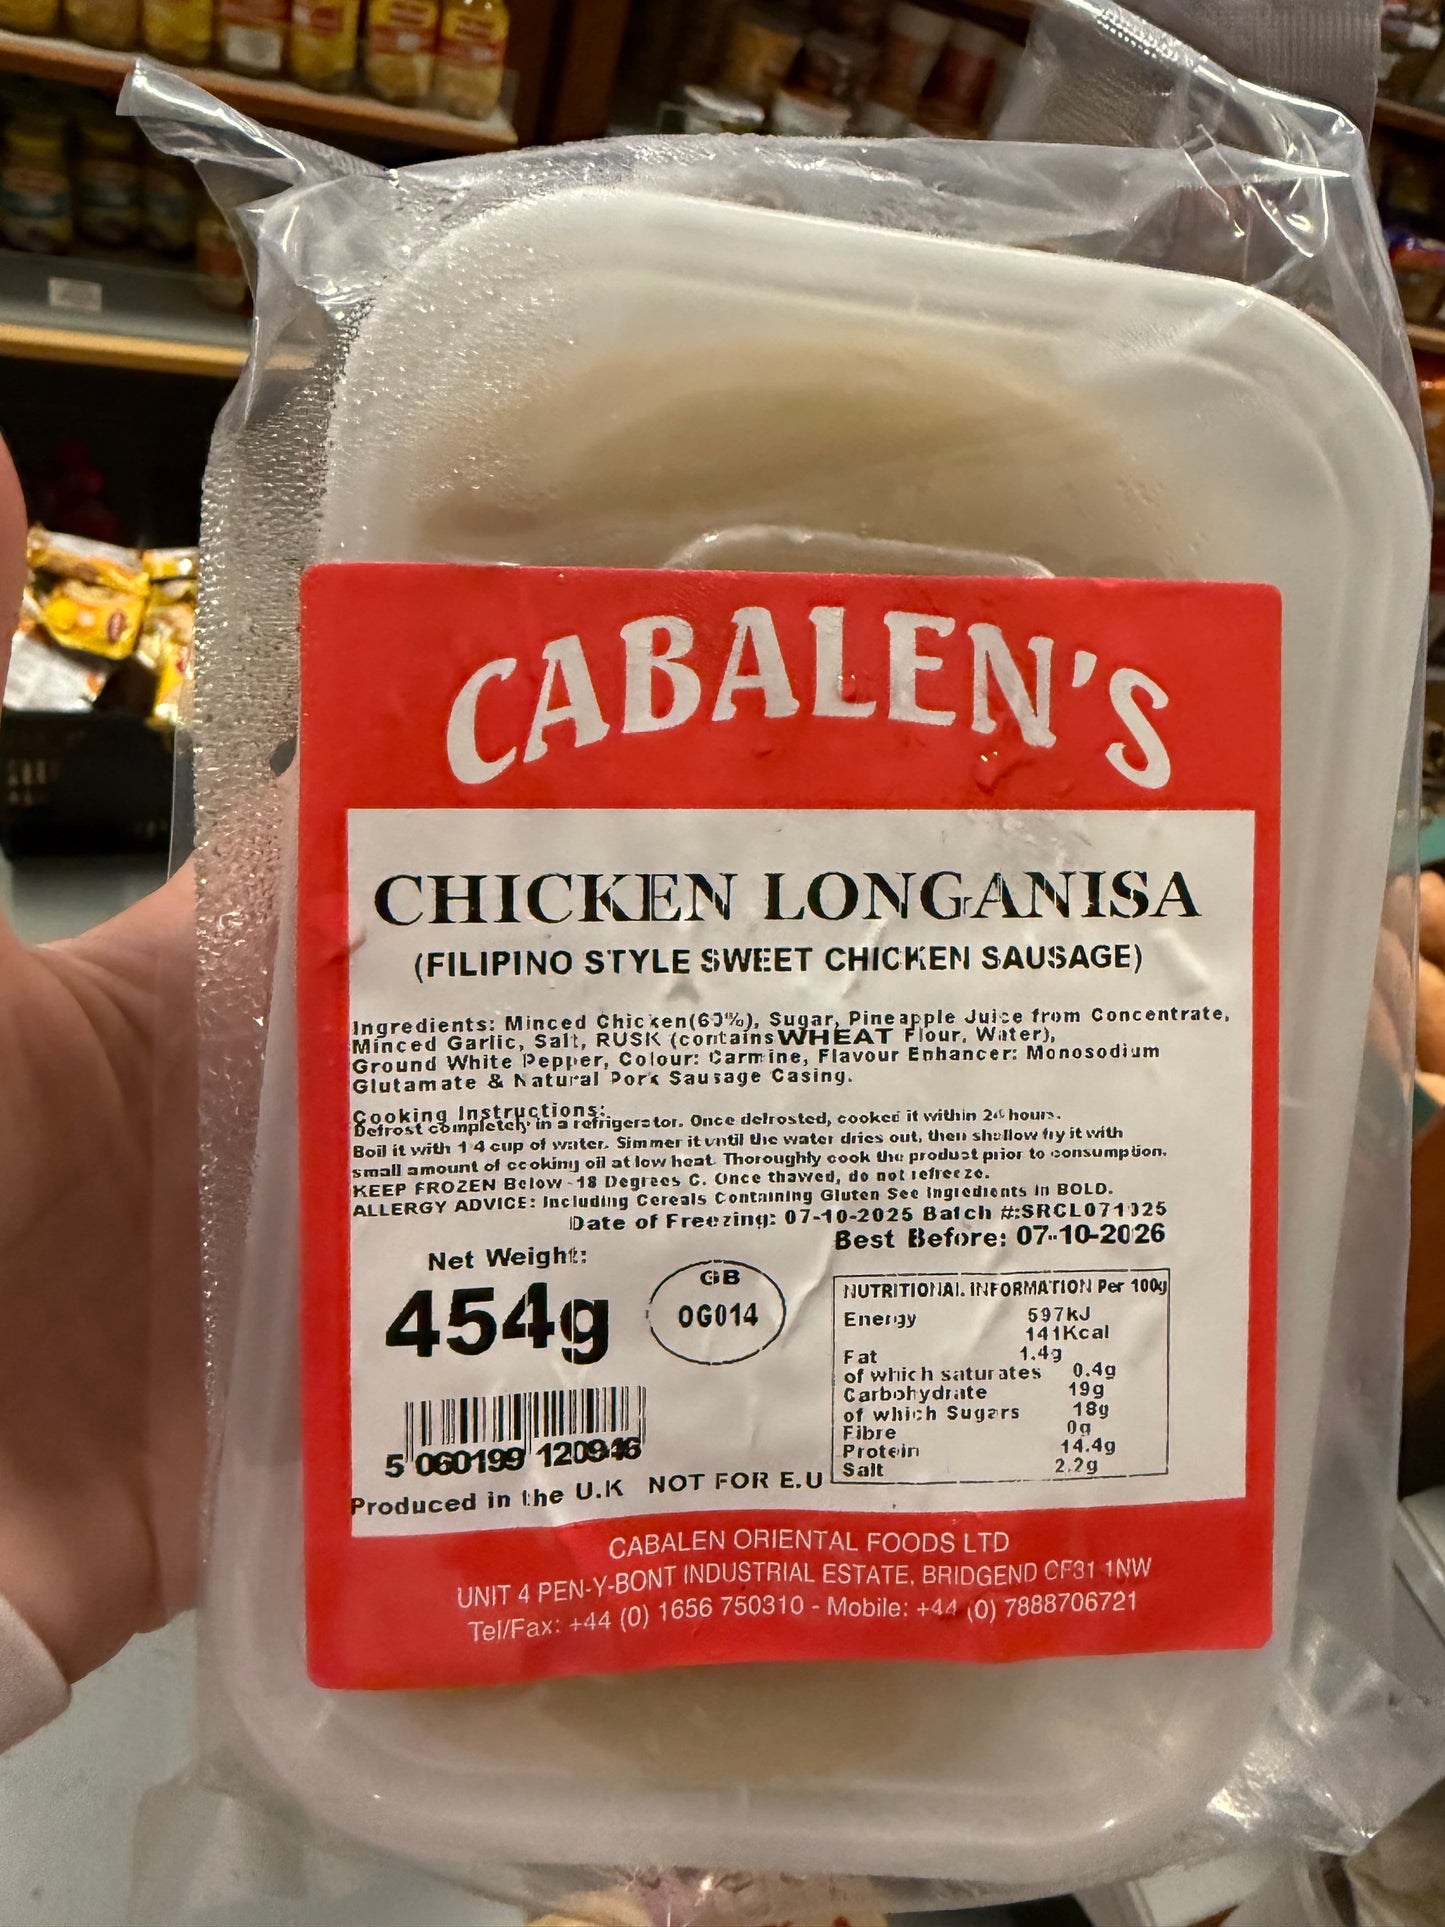 CABALEN'S
CHICKEN LONGANISA
(FILIPINO STYLE SWEET CHICKEN SAUSAGE)
Ingredients: Minced Chicken( ), Sugar, Pineapple Juice from Concentrate,
Minced Garlic, Salt, RUSK (contains WHEAT Flour, Water),
Ground White Pepper, Colour: Carmine, Flavour Enhancer: Monosodium
Glutamate & Natural Pork Sausage Casing.
Cooking Instructions:
Defrost completely in a refrigerator. Once defrosted, cooked it within hours.
Boil it with 1/4 cup of water. Simmer it until the water dries out, then shallow fry it with
small amount of cooking oil at low heat. Thoroughly cook the product prior to consumption.
KEEP FROZEN Below -18 Degrees C. Once thawed, do not refreeze.
ALLERGY ADVICE: Including Cereals Containing Gluten See Ingredients in BOLD.
Date of Freezing: 07-10-2025 Batch #:SRCL071025
Best Before: 07-10-2026
Net Weight:
454g
GB
OG014
NUTRITIONAL INFORMATION Per 100g
Energy 597kJ
141Kcal
Fat 1.4g
of which saturates 0.4g
Carbohydrate 19g
of which Sugars 18g
Fibre 0g
Protein 14.4g
Salt 2.2g
5 060199 120946
Produced in the U.K NOT FOR E.U
CABALEN ORIENTAL FOODS LTD
UNIT 4 PEN-Y-BONT INDUSTRIAL ESTATE, BRIDGEND CF31 1NW
Tel/Fax: +44 (0) 1656 750310 - Mobile: +44 (0) 7888706721